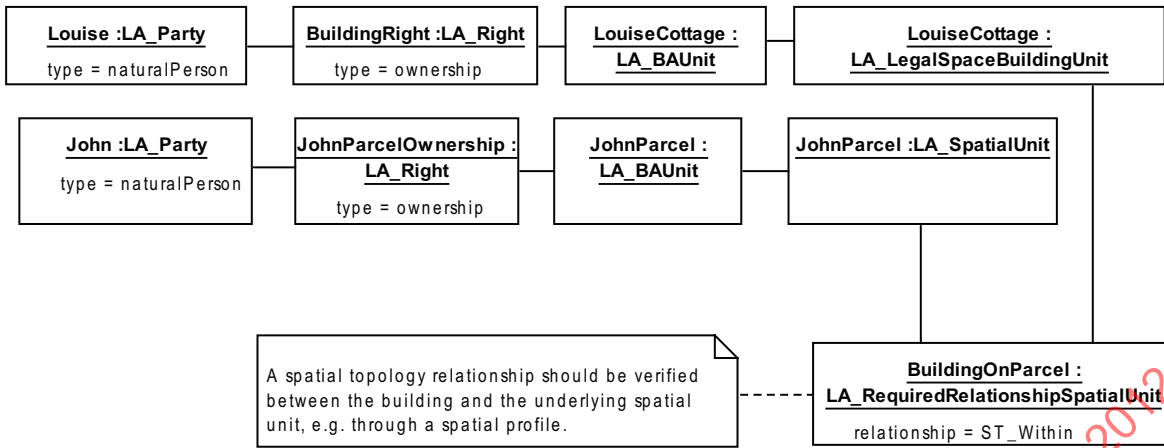 Louise :LA_Party
type = naturalPerson
BuildingRight :LA_Right
type = ownership
LouiseCottage :
LA_BAUnit
LouiseCottage :
LA_LegalSpaceBuildingUnit
John :LA_Party
type = naturalPerson
JohnParcelOwnership :
LA_Right
type = ownership
JohnParcel :
LA_BAUnit
JohnParcel :LA_SpatialUnit
A spatial topology relationship should be verified
between the building and the underlying spatial
unit, e.g. through a spatial profile.
BuildingOnParcel :
LA_RequiredRelationshipSpatialUnit
relationship = ST_Within
2012